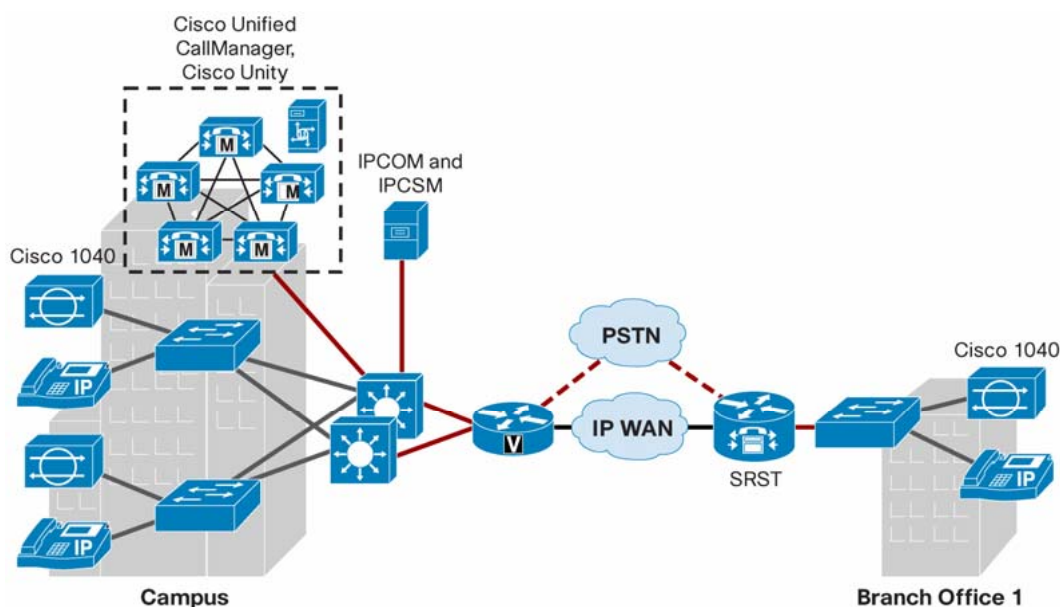 Cisco Unified
CallManager,
Cisco Unity
M
M
M
M
M
IPCOM and
IPCSM
Cisco 1040
IP
IP
PSTN
IP WAN
V
SRST
Cisco 1040
IP
Campus
Branch Office 1